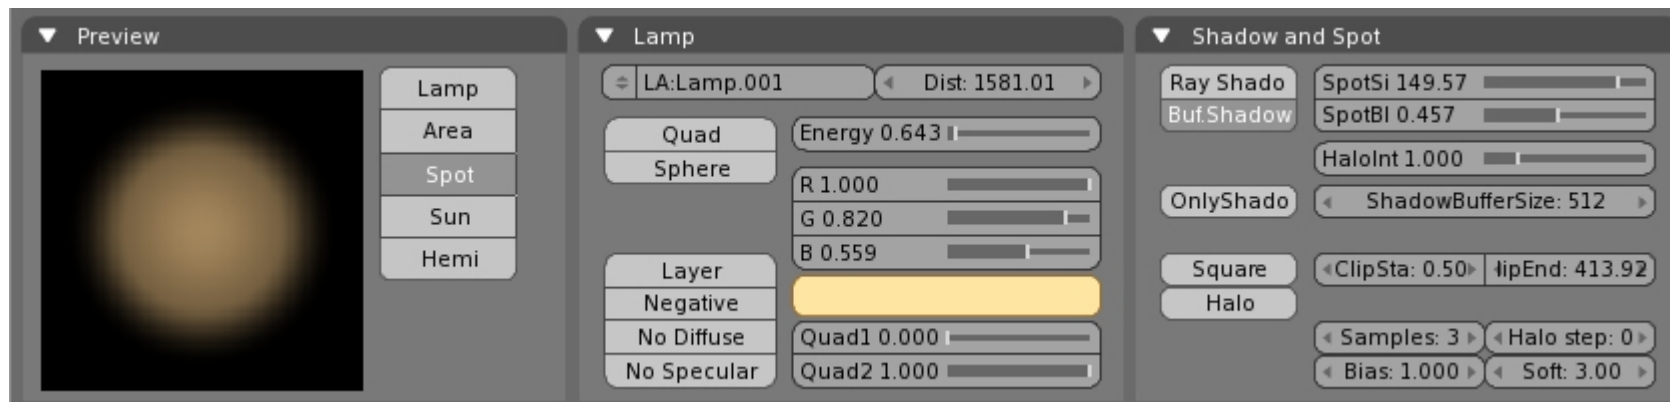 Preview
Lamp
Area
Spot
Sun
Hemi
Lamp
LA:Lamp.001
Dist: 1581.01
Quad
Sphere
Energy 0.643
R 1.000
G 0.820
B 0.559
Layer
Negative
No Diffuse
No Specular
Quad1 0.000
Quad2 1.000
Shadow and Spot
Ray Shado
Buf.Shadow
SpotSi 149.57
SpotBl 0.457
HaloInt 1.000
OnlyShado
ShadowBufferSize: 512
Square
Halo
ClipSta: 0.50
lipEnd: 413.92
Samples: 3
Halo step: 0
Bias: 1.000
Soft: 3.00